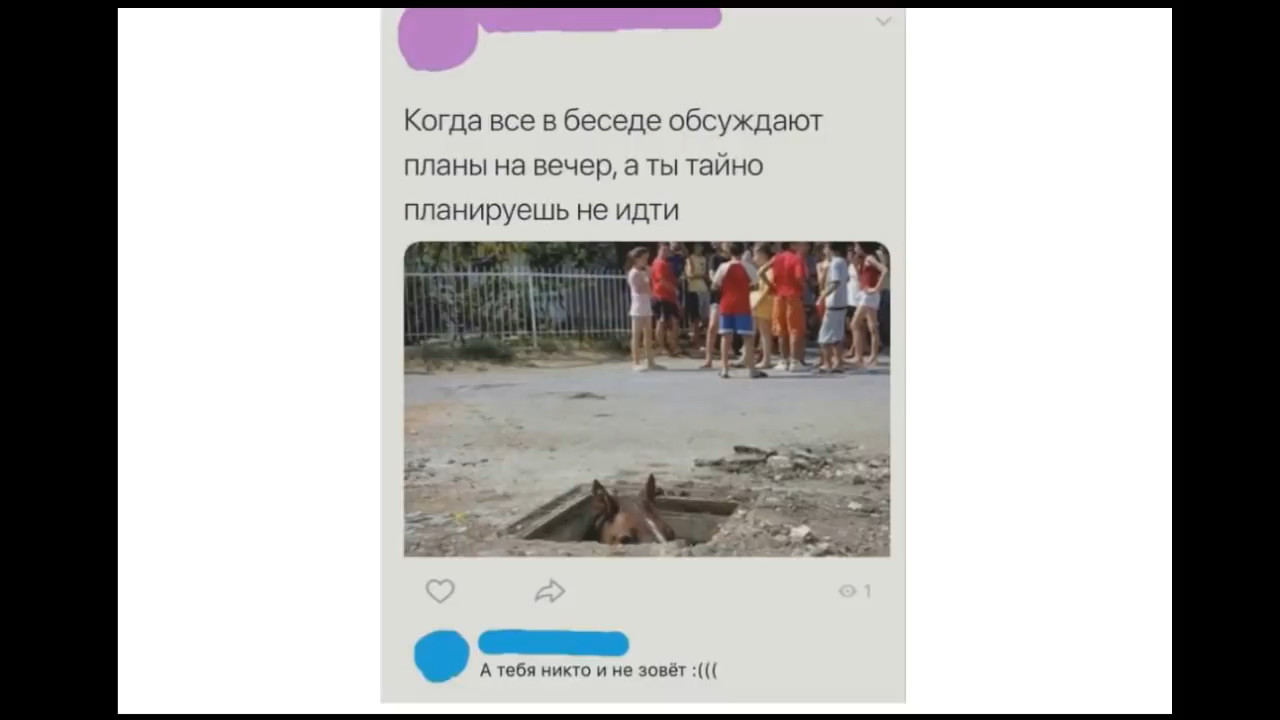 Когда все в беседе обсуждают
планы на вечер, а ты тайно
планируешь не идти
1
А тебя никто и не зовёт :(((